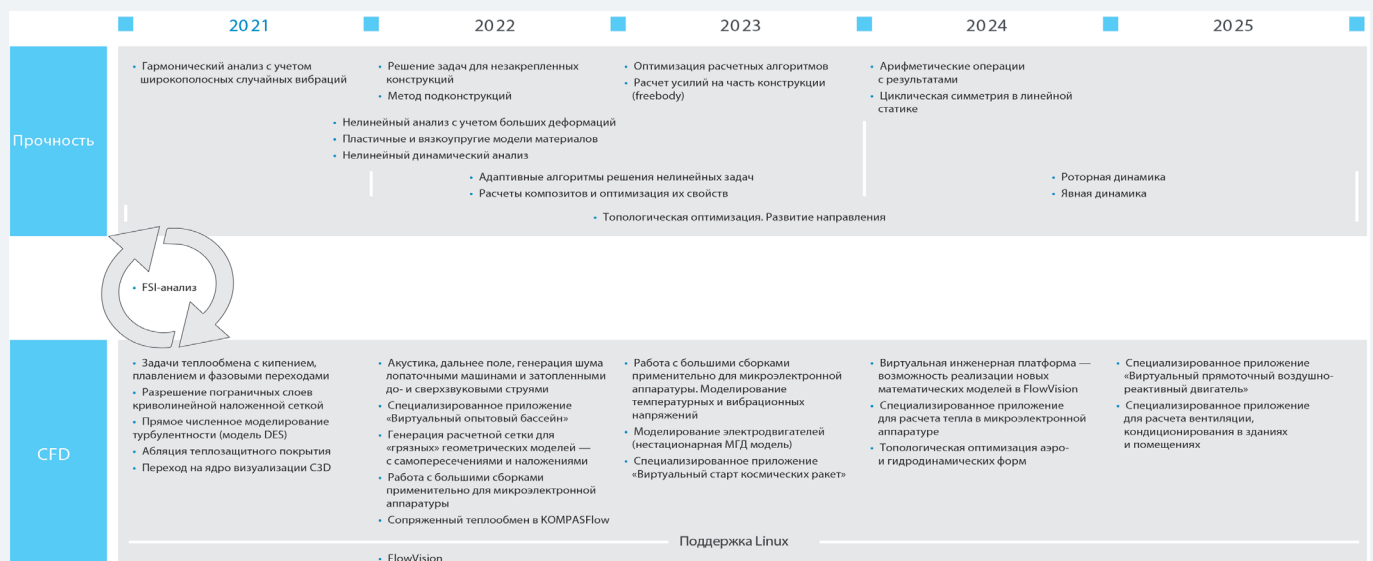 2021
2022
2023
2024
2025
Прочность
• Гармонический анализ с учетом
широкополосных случайных вибраций
• Решение задач для незакрепленных
конструкций
• Метод подконструкций
• Оптимизация расчетных алгоритмов
• Расчет усилий на часть конструкции
(freebody)
• Арифметические операции
с результатами
• Циклическая симметрия в линейной
статике
• Нелинейный анализ с учетом больших деформаций
• Пластичные и вязкоупругие модели материалов
• Нелинейный динамический анализ
• Адаптивные алгоритмы решения нелинейных задач
• Расчеты композитов и оптимизация их свойств
• Роторная динамика
• Явная динамика
• Топологическая оптимизация. Развитие направления
• FSI-анализ
CFD
• Задачи теплообмена с кипением,
плавлением и фазовыми переходами
• Разрешение пограничных слоев
криволинейной наложенной сеткой
• Прямое численное моделирование
турбулентности (модель DES)
• Абляция теплозащитного покрытия
• Переход на ядро визуализации C3D
• Акустика, дальнее поле, генерация шума
лопаточными машинами и затопленными
до- и сверхзвуковыми струями
• Специализированное приложение
«Виртуальный опытовый бассейн»
• Генерация расчетной сетки для
«грязных» геометрических моделей —
с самопересечениями и наложениями
• Работа с большими сборками
применительно для микроэлектронной
аппаратуры
• Сопряженный теплообмен в KOMPASFlow
• Работа с большими сборками
применительно для микроэлектронной
аппаратуры. Моделирование
температурных и вибрационных
напряжений
• Моделирование электродвигателей
(нестационарная МГД модель)
• Специализированное приложение
«Виртуальный старт космических ракет»
• Виртуальная инженерная платформа —
возможность реализации новых
математических моделей в FlowVision
• Специализированное приложение
для расчета тепла в микроэлектронной
аппаратуре
• Топологическая оптимизация аэро-
и гидродинамических форм
• Специализированное приложение
«Виртуальный прямоточный воздушно-
реактивный двигатель»
• Специализированное приложение
для расчета вентиляции,
кондиционирования в зданиях
и помещениях
Поддержка Linux
• FlowVision